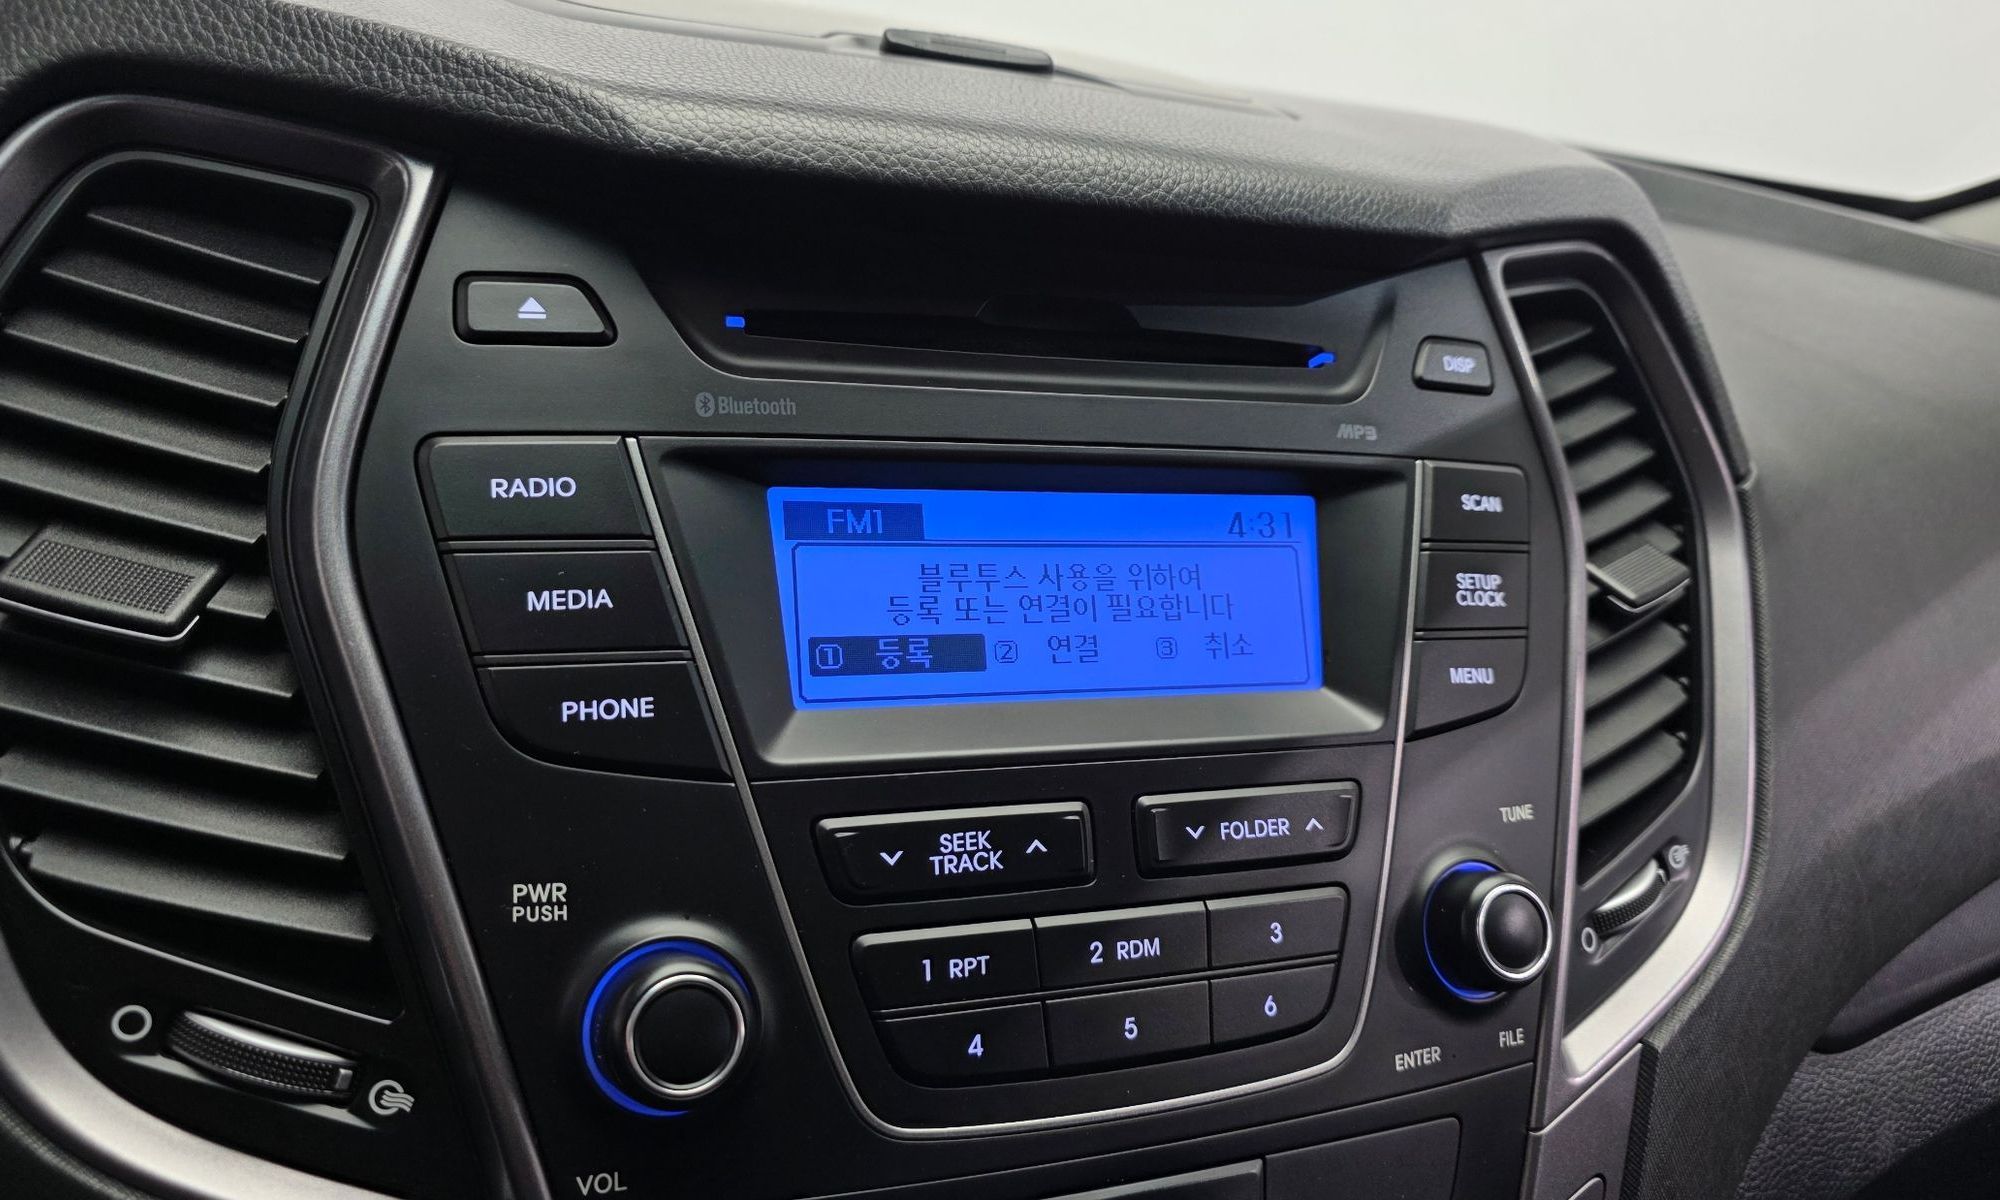 DISP
Bluetooth
MP3
RADIO
MEDIA
PHONE
FM1 4:31
블루투스 사용을 위하여
등록 또는 연결이 필요합니다
1 등록 2 연결 3 취소
SCAN
SETUP
CLOCK
MENU
SEEK
TRACK
FOLDER
TUNE
PWR
PUSH
1 RPT 2 RDM 3
4 5 6
ENTER
FILE
VOL